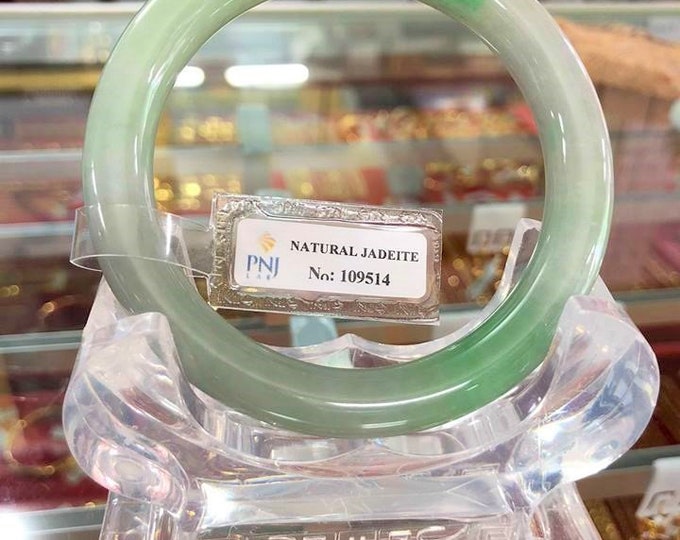 NATURAL JADEITE
PNJ
LAB
No: 109514